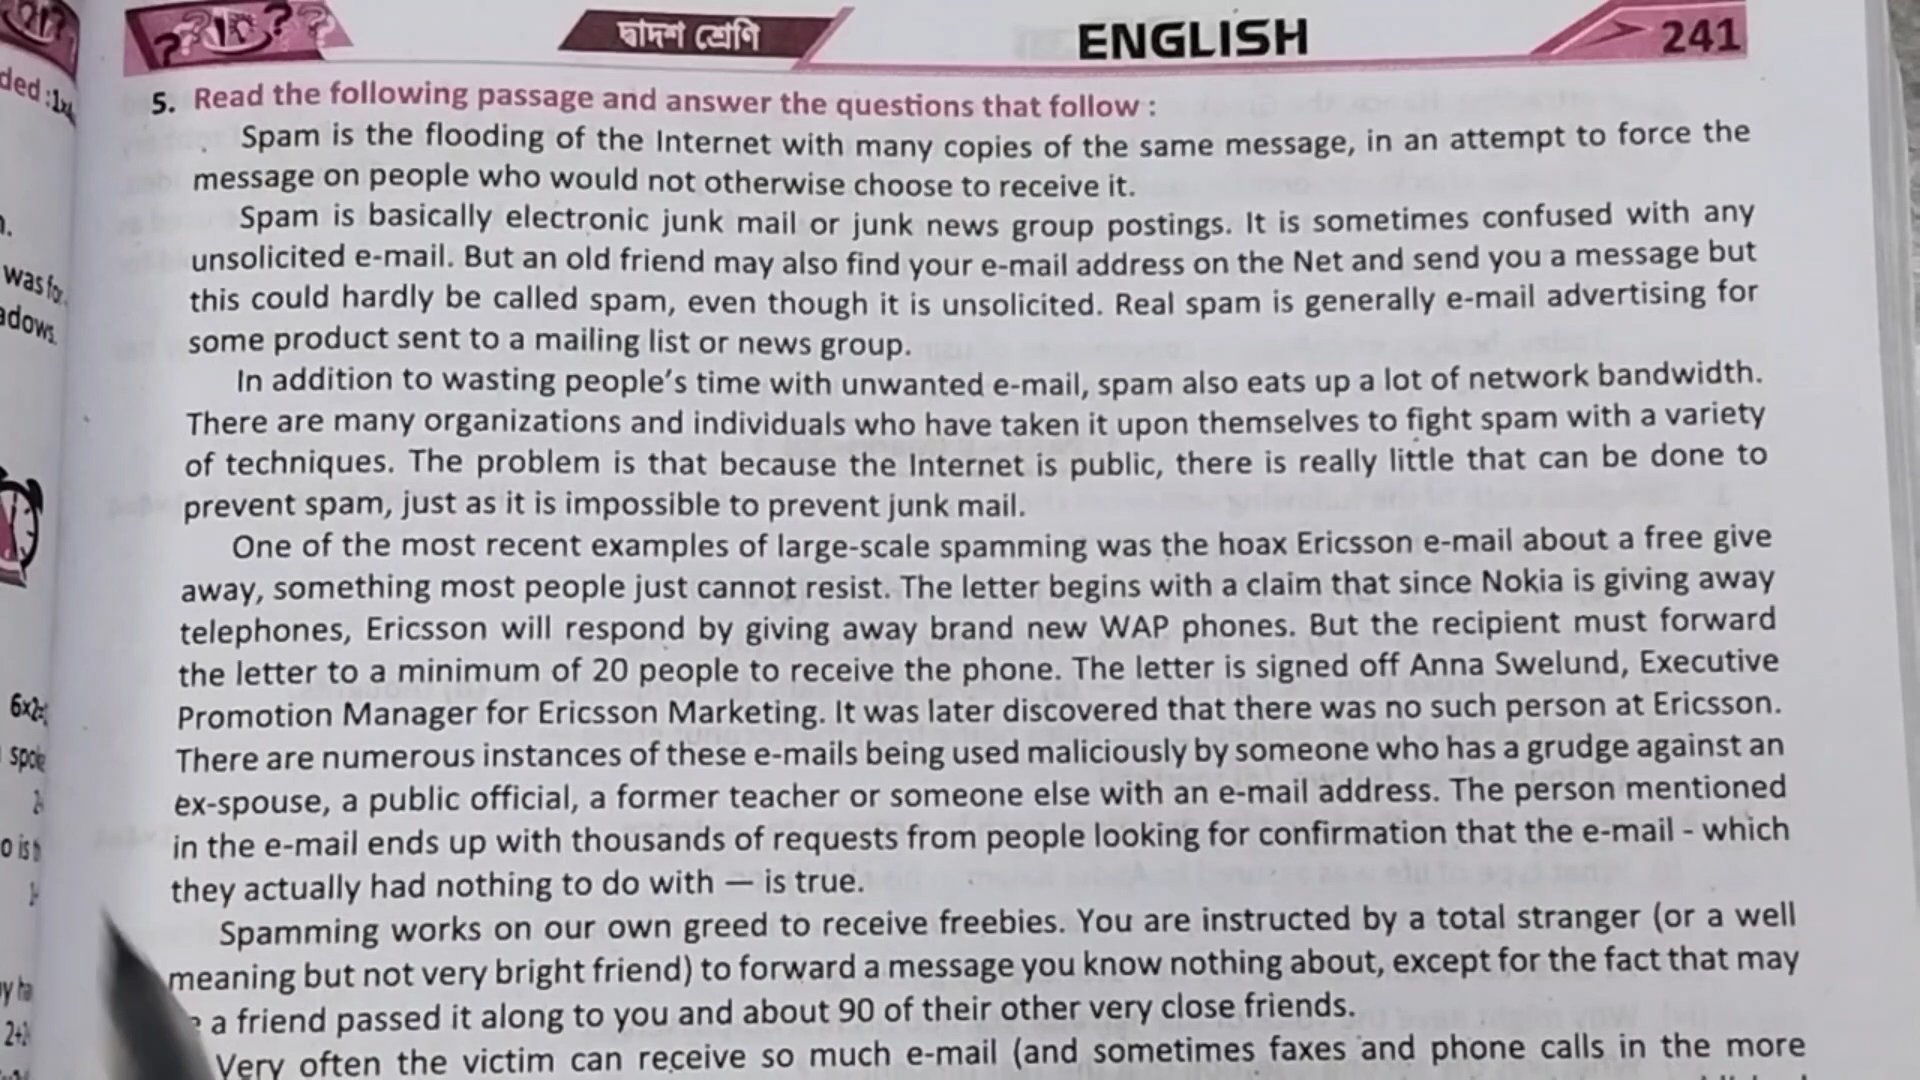 দ্বাদশ শ্রেণি
ENGLISH
241
5. Read the following passage and answer the questions that follow :
Spam is the flooding of the Internet with many copies of the same message, in an attempt to force the
message on people who would not otherwise choose to receive it.
Spam is basically electronic junk mail or junk news group postings. It is sometimes confused with any
unsolicited e-mail. But an old friend may also find your e-mail address on the Net and send you a message but
this could hardly be called spam, even though it is unsolicited. Real spam is generally e-mail advertising for
some product sent to a mailing list or news group.
In addition to wasting people's time with unwanted e-mail, spam also eats up a lot of network bandwidth.
There are many organizations and individuals who have taken it upon themselves to fight spam with a variety
of techniques. The problem is that because the Internet is public, there is really little that can be done to
prevent spam, just as it is impossible to prevent junk mail.
One of the most recent examples of large-scale spamming was the hoax Ericsson e-mail about a free give
away, something most people just cannot resist. The letter begins with a claim that since Nokia is giving away
telephones, Ericsson will respond by giving away brand new WAP phones. But the recipient must forward
the letter to a minimum of 20 people to receive the phone. The letter is signed off Anna Swelund, Executive
Promotion Manager for Ericsson Marketing. It was later discovered that there was no such person at Ericsson.
There are numerous instances of these e-mails being used maliciously by someone who has a grudge against an
ex-spouse, a public official, a former teacher or someone else with an e-mail address. The person mentioned
in the e-mail ends up with thousands of requests from people looking for confirmation that the e-mail - which
they actually had nothing to do with — is true.
Spamming works on our own greed to receive freebies. You are instructed by a total stranger (or a well
meaning but not very bright friend) to forward a message you know nothing about, except for the fact that may
a friend passed it along to you and about 90 of their other very close friends.
Very often the victim can receive so much e-mail (and sometimes faxes and phone calls in the more